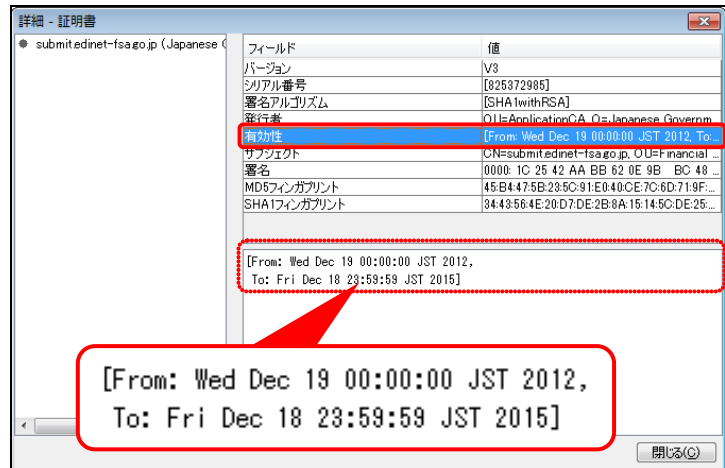 詳細 - 証明書
submit.edinet-fsa.go.jp (Japanese G
フィールド 値
バージョン V3
シリアル番号 [825372985]
署名アルゴリズム [SHA1withRSA]
発行者 OU=ApplicationCA, O=Japanese Governm...
有効性 [From: Wed Dec 19 00:00:00 JST 2012, To:...
サブジェクト CN=submit.edinet-fsa.go.jp, OU=Financial ...
署名 0000: 1C 25 42 AA BB 62 0E 9B BC 48 ...
MD5フィンガプリント 45:B4:47:5B:23:5C:91:E0:40:CE:7C:6D:71:9F:...
SHA1フィンガプリント 34:43:56:4E:20:D7:DE:2B:8A:15:14:5C:DE:25:...
[From: Wed Dec 19 00:00:00 JST 2012,
To: Fri Dec 18 23:59:59 JST 2015]
[From: Wed Dec 19 00:00:00 JST 2012,
To: Fri Dec 18 23:59:59 JST 2015]
閉じる(C)